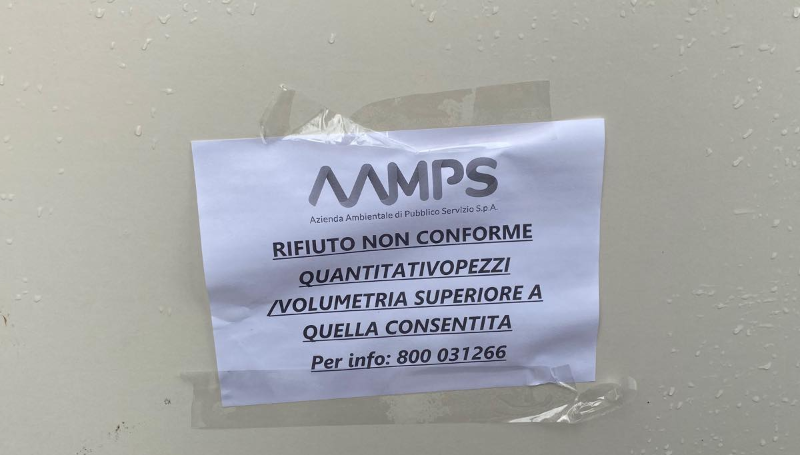 AAMPS
Azienda Ambientale di Pubblico Servizio S.p.A.
RIFIUTO NON CONFORME
QUANTITATIVOPEZZI
/VOLUMETRIA SUPERIORE A
QUELLA CONSENTITA
Per info: 800 031266